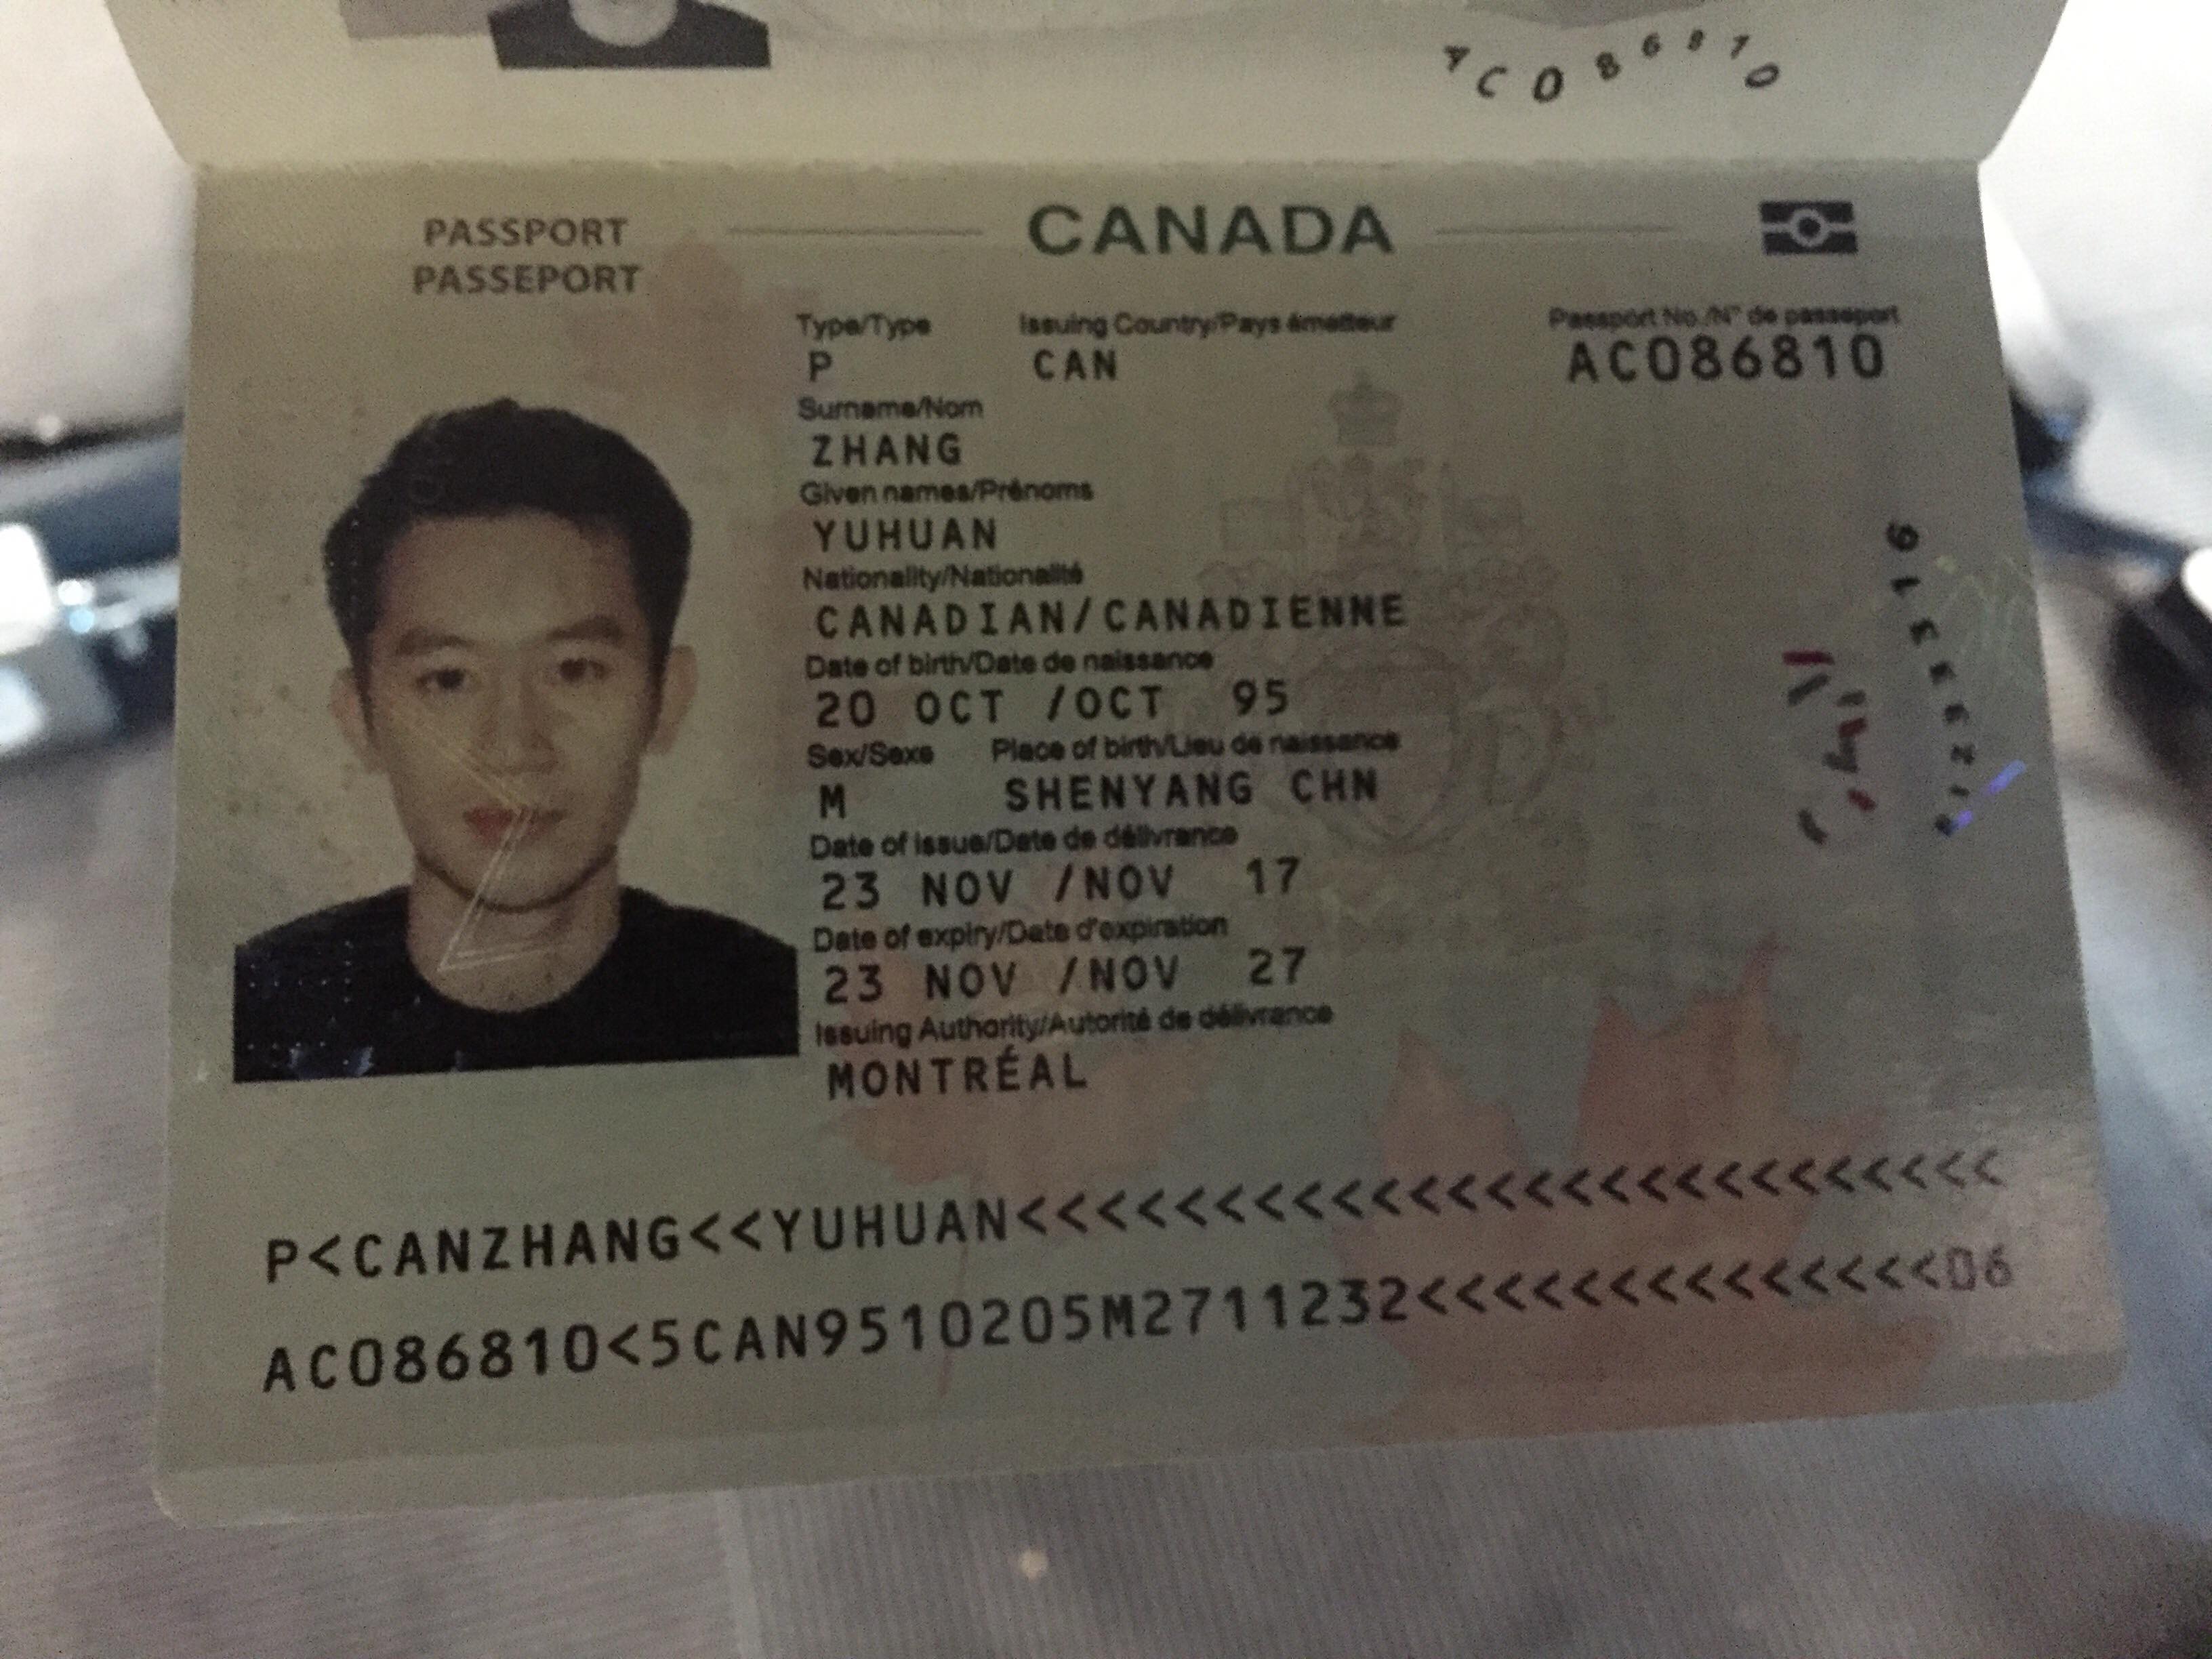 AC086810
PASSPORT
PASSEPORT
CANADA
Type/Type Issuing Country/Pays émetteur Passport No./N° de passeport
P CAN AC086810
Surname/Nom
ZHANG
Given names/Prénoms
YUHUAN
Nationality/Nationalité
CANADIAN/CANADIENNE
Date of birth/Date de naissance
20 OCT /OCT 95
Sex/Sexe Place of birth/Lieu de naissance
M SHENYANG CHN
Date of issue/Date de délivrance
23 NOV /NOV 17
Date of expiry/Date d'expiration
23 NOV /NOV 27
Issuing Authority/Autorité de délivrance
MONTRÉAL
P<CANZHANG<<YUHUAN<<<<<<<<<<<<<<<<<<<<<<<<<<
AC086810<5CAN9510205M2711232<<<<<<<<<<<<<<06